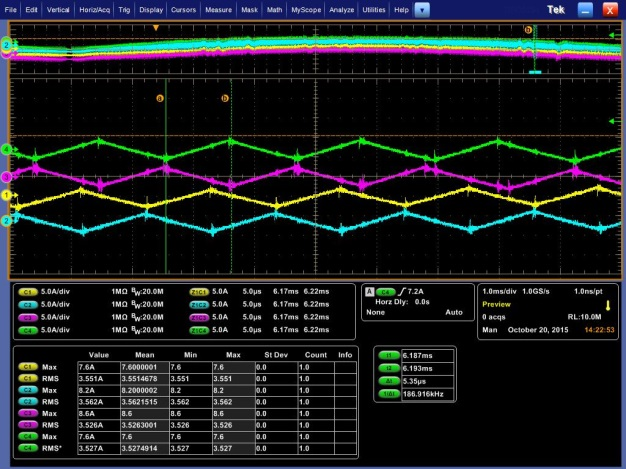 File Edit Vertical Horiz/Acq Trig Display Cursors Measure Mask Math MyScope Analyze Utilities Help Tek X
b
2
a b
4
3
1
2
C1 5.0A/div 1MΩ BW:20.0M Z1C1 5.0A 5.0µs 6.17ms 6.22ms
C2 5.0A/div 1MΩ BW:20.0M Z1C2 5.0A 5.0µs 6.17ms 6.22ms
C3 5.0A/div 1MΩ BW:20.0M Z1C3 5.0A 5.0µs 6.17ms 6.22ms
C4 5.0A/div 1MΩ BW:20.0M Z1C4 5.0A 5.0µs 6.17ms 6.22ms
A C4 7.2A
Horz Dly: 0.0s
None Auto
1.0ms/div 1.0GS/s 1.0ns/pt
Preview
0 acqs RL:10.0M
Man October 20, 2015 14:22:53
Value Mean Min Max St Dev Count Info
C1 Max 7.6A 7.6000001 7.6 7.6 0.0 1.0
C1 RMS 3.551A 3.5514678 3.551 3.551 0.0 1.0
C2 Max 8.2A 8.2000002 8.2 8.2 0.0 1.0
C2 RMS 3.562A 3.5621515 3.562 3.562 0.0 1.0
C3 Max 8.6A 8.6 8.6 8.6 0.0 1.0
C3 RMS 3.526A 3.5263001 3.526 3.526 0.0 1.0
C4 Max 7.6A 7.6 7.6 7.6 0.0 1.0
C4 RMS* 3.527A 3.5274914 3.527 3.527 0.0 1.0
t1 6.187ms
t2 6.193ms
Δt 5.35µs
1/Δt 186.916kHz